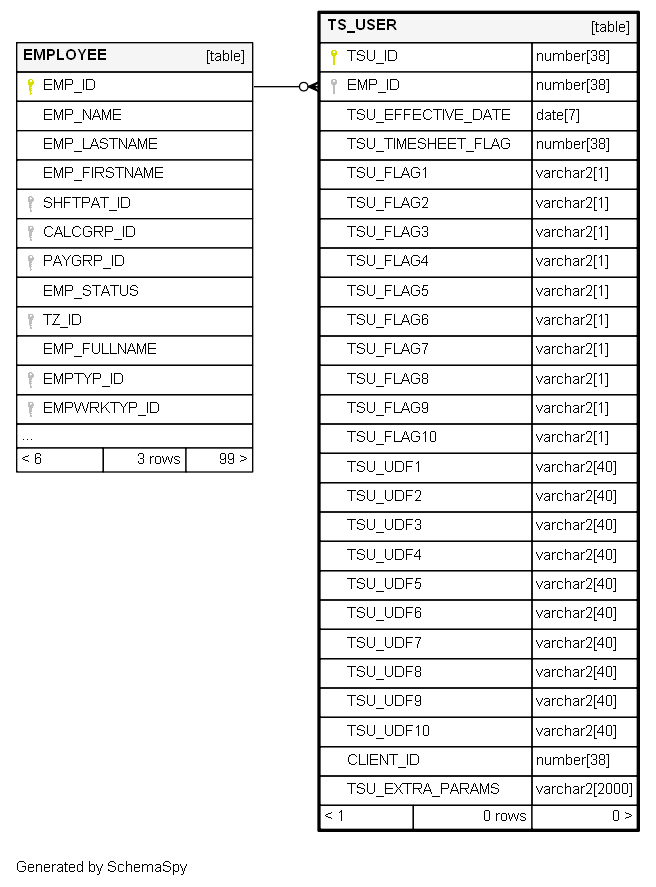 EMPLOYEE [table]
EMP_ID
EMP_NAME
EMP_LASTNAME
EMP_FIRSTNAME
SHFTPAT_ID
CALCGRP_ID
PAYGRP_ID
EMP_STATUS
TZ_ID
EMP_FULLNAME
EMPTYP_ID
EMPWRKTYP_ID
...
< 6 3 rows 99 >
TS_USER [table]
TSU_ID number[38]
EMP_ID number[38]
TSU_EFFECTIVE_DATE date[7]
TSU_TIMESHEET_FLAG number[38]
TSU_FLAG1 varchar2[1]
TSU_FLAG2 varchar2[1]
TSU_FLAG3 varchar2[1]
TSU_FLAG4 varchar2[1]
TSU_FLAG5 varchar2[1]
TSU_FLAG6 varchar2[1]
TSU_FLAG7 varchar2[1]
TSU_FLAG8 varchar2[1]
TSU_FLAG9 varchar2[1]
TSU_FLAG10 varchar2[1]
TSU_UDF1 varchar2[40]
TSU_UDF2 varchar2[40]
TSU_UDF3 varchar2[40]
TSU_UDF4 varchar2[40]
TSU_UDF5 varchar2[40]
TSU_UDF6 varchar2[40]
TSU_UDF7 varchar2[40]
TSU_UDF8 varchar2[40]
TSU_UDF9 varchar2[40]
TSU_UDF10 varchar2[40]
CLIENT_ID number[38]
TSU_EXTRA_PARAMS varchar2[2000]
< 1 0 rows 0 >
Generated by SchemaSpy